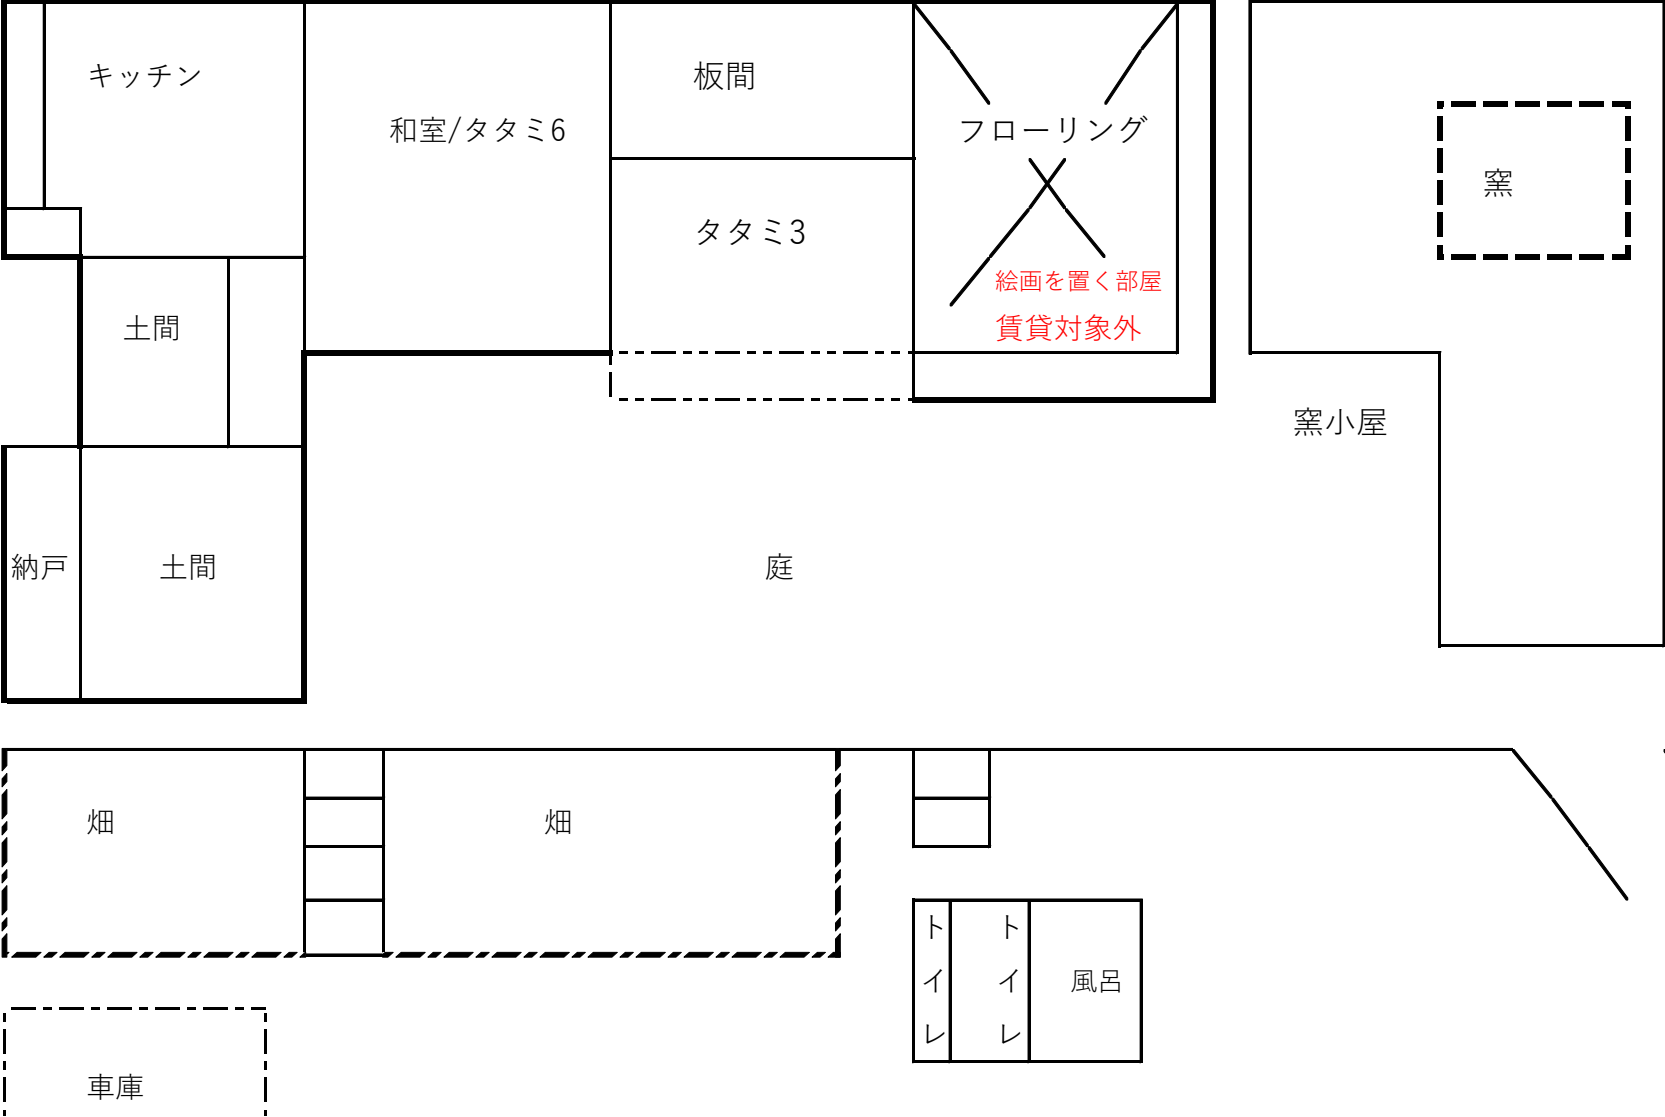 キッチン
和室/タタミ6
板間
フローリング
窯
タタミ3
絵画を置く部屋
賃貸対象外
土間
窯小屋
納戸
土間
庭
畑
畑
トイレ
トイレ
風呂
車庫